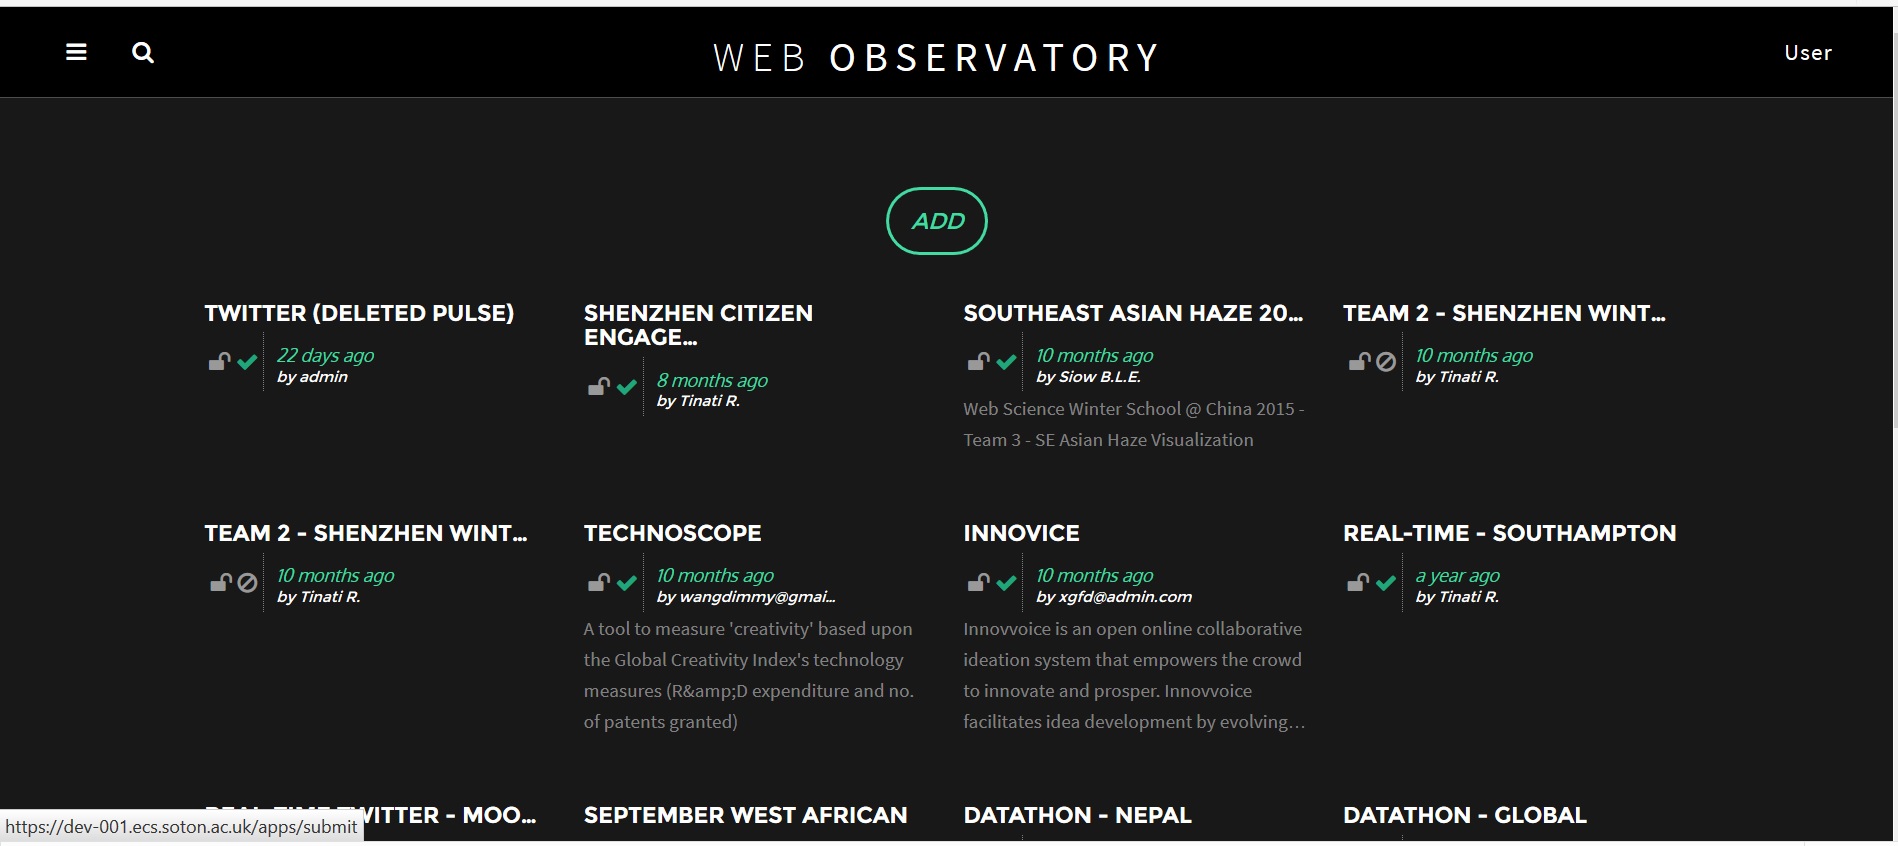 WEB OBSERVATORY
User
ADD
TWITTER (DELETED PULSE)
22 days ago
by admin
SHENZHEN CITIZEN
ENGAGE...
8 months ago
by Tinati R.
SOUTHEAST ASIAN HAZE 20...
10 months ago
by Siow B.L.E.
Web Science Winter School @ China 2015 -
Team 3 - SE Asian Haze Visualization
TEAM 2 - SHENZHEN WINT...
10 months ago
by Tinati R.
TEAM 2 - SHENZHEN WINT...
10 months ago
by Tinati R.
TECHNOSCOPE
10 months ago
by wangdimmy@gmai...
A tool to measure 'creativity' based upon
the Global Creativity Index's technology
measures (R&amp;D expenditure and no.
of patents granted)
INNOVICE
10 months ago
by xgfd@admin.com
Innovvoice is an open online collaborative
ideation system that empowers the crowd
to innovate and prosper. Innovvoice
facilitates idea development by evolving...
REAL-TIME - SOUTHAMPTON
a year ago
by Tinati R.
REAL-TIME TWITTER - MOO...
SEPTEMBER WEST AFRICAN
DATATHON - NEPAL
DATATHON - GLOBAL
https://dev-001.ecs.soton.ac.uk/apps/submit